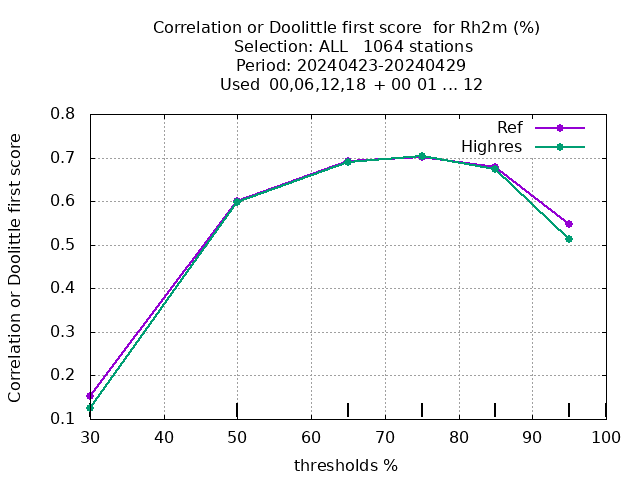 Correlation or Doolittle first score  for Rh2m (%)
Selection: ALL   1064 stations
Period: 20240423-20240429
Used  00,06,12,18  + 00 01 ... 12
Correlation or Doolittle first score
0.8
0.7
0.6
0.5
0.4
0.3
0.2
0.1
Ref
Highres
30 40 50 60 70 80 90 100
thresholds %